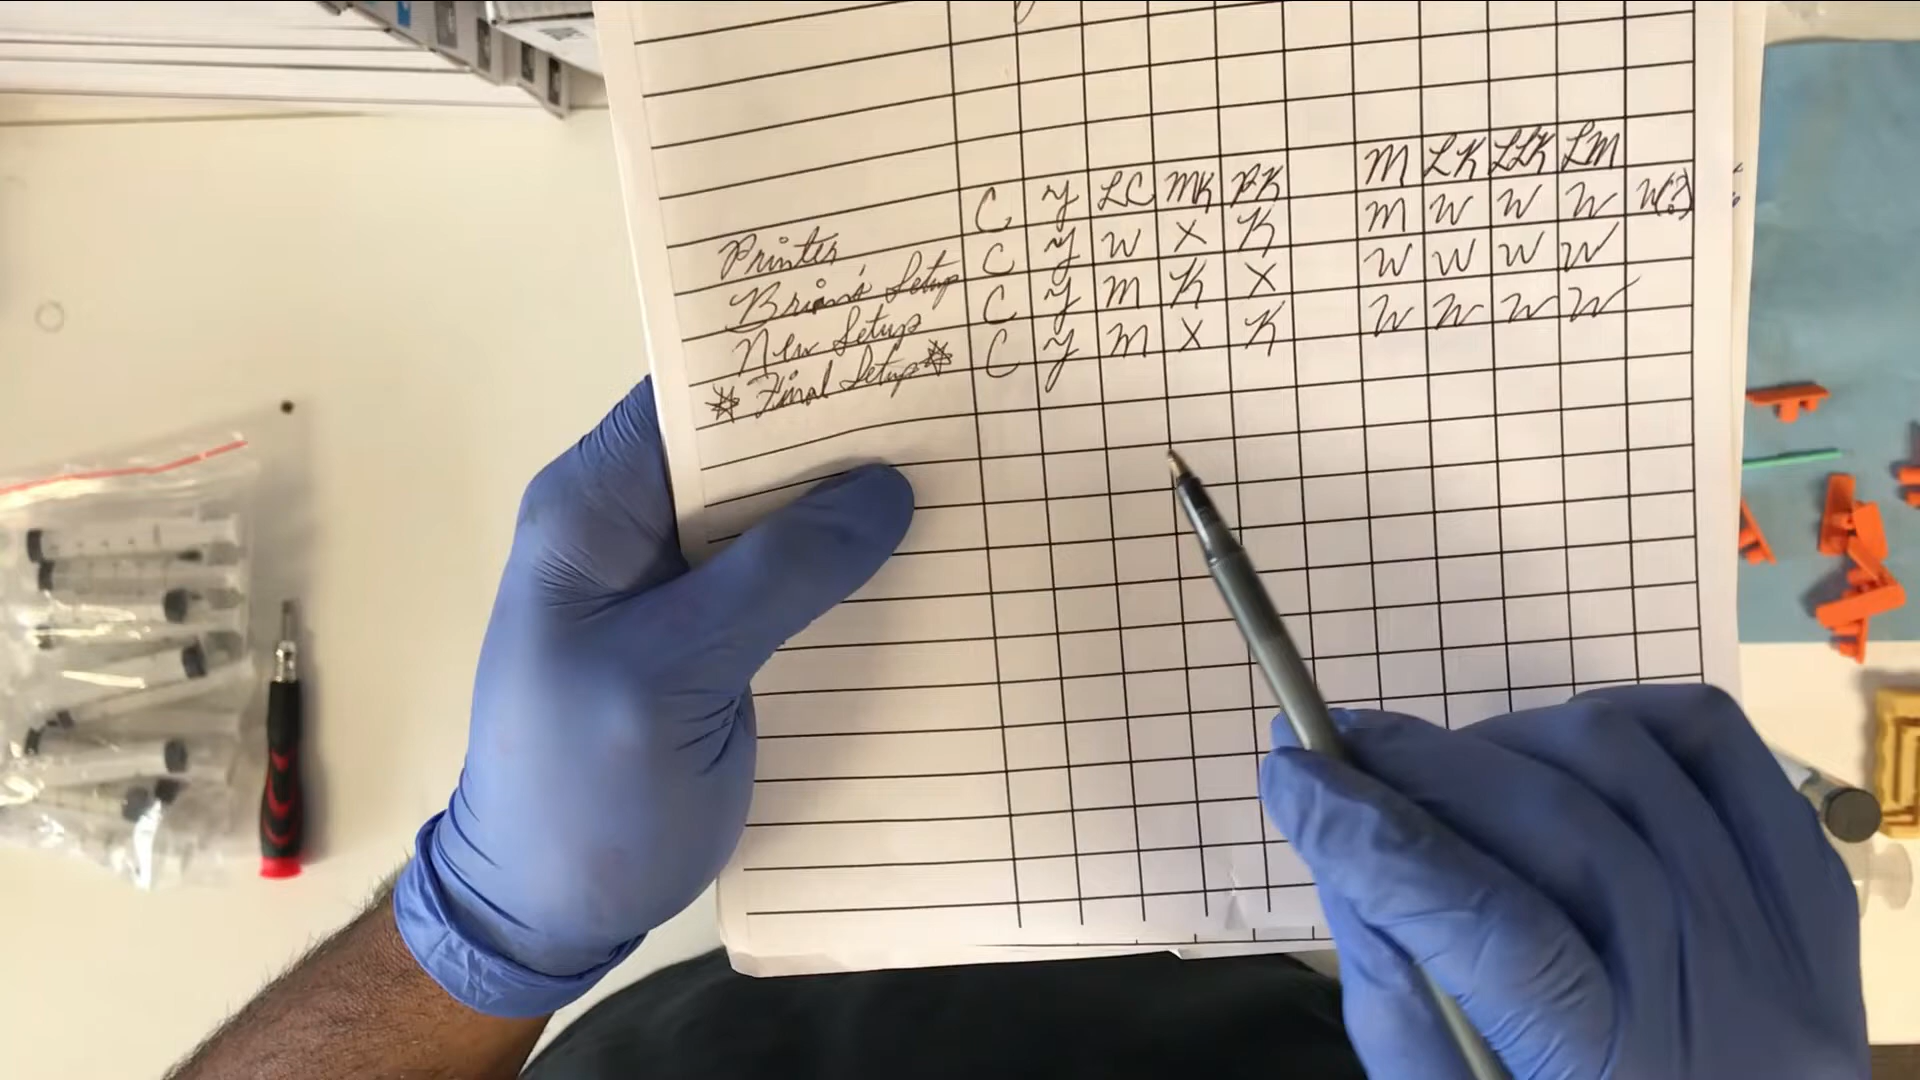 Printer C Y LC MK PK M LK LLK LM
Brian's Setup C Y W X K M W W W W(?)
New Setup C Y M K X W W W W
*Final Setup* C Y M X K W W W W